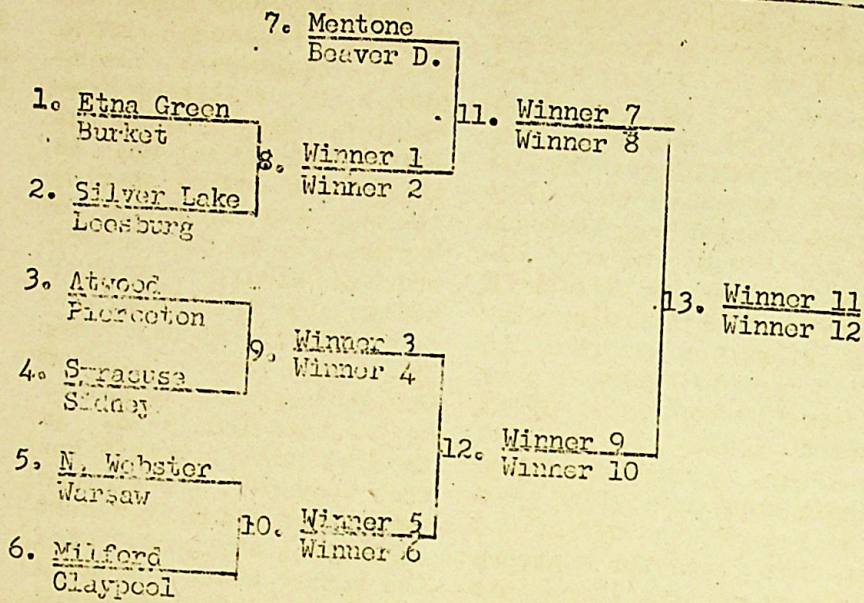 7. Mentone
Beaver D.
1. Etna Green
Burket
11. Winner 7
Winner 8
8. Winner 1
Winner 2
2. Silver Lake
Leesburg
3. Atwood
Pierceton
13. Winner 11
Winner 12
9. Winner 3
Winner 4
4. Syracuse
Sidney
12. Winner 9
Winner 10
5. N. Webster
Warsaw
10. Winner 5
Winner 6
6. Milford
Claypool